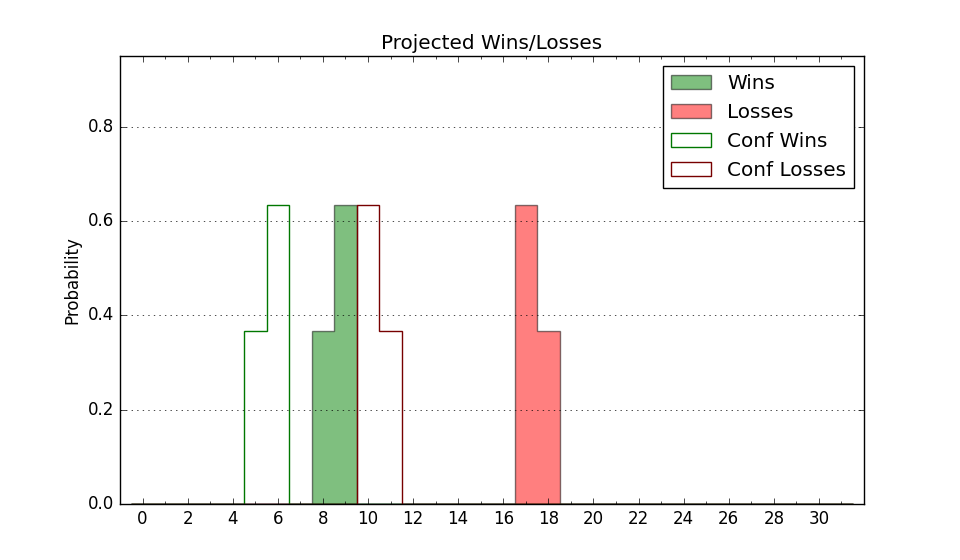 Projected Wins/Losses
Wins
Losses
Conf Wins
Conf Losses
Probability
0.8
0.6
0.4
0.2
0.0
0 2 4 6 8 10 12 14 16 18 20 22 24 26 28 30